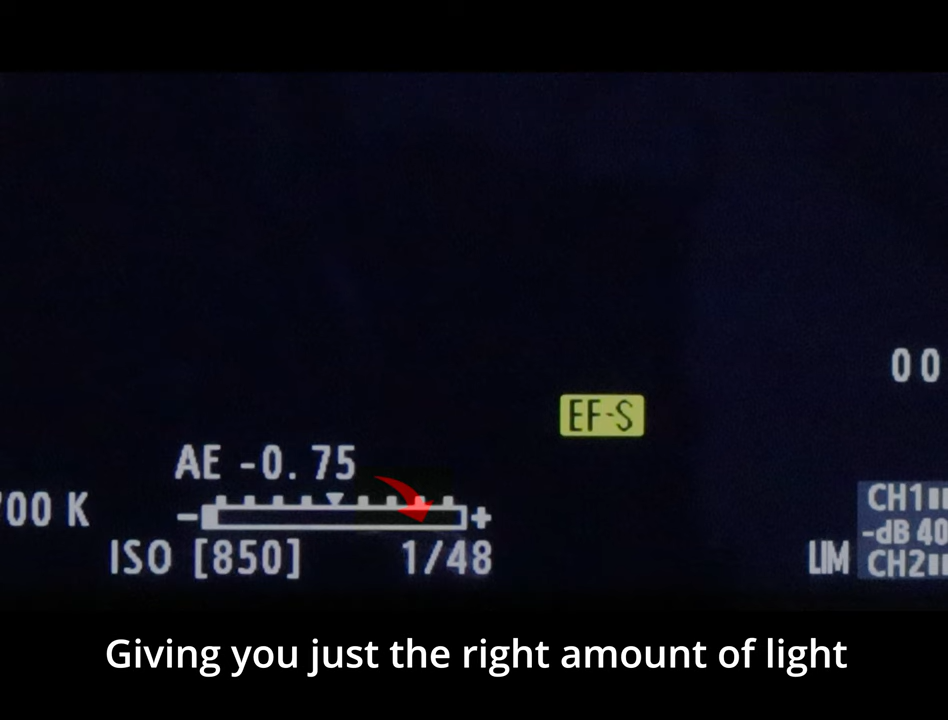 00
EF-S
AE -0.75
00 K
- +
ISO [850] 1/48
CH1
-dB 40
LIM
CH2
Giving you just the right amount of light